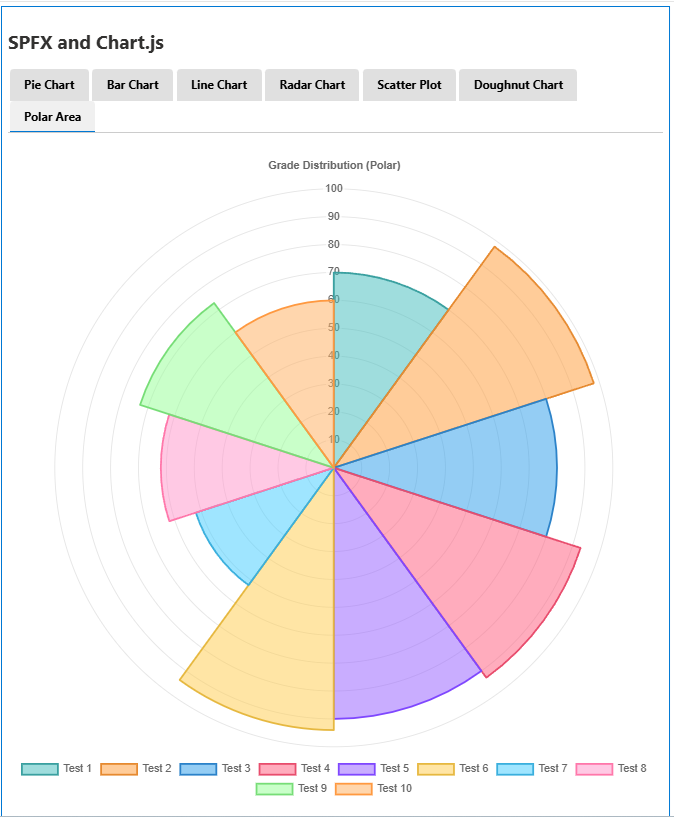 SPFX and Chart.js
Pie Chart Bar Chart Line Chart Radar Chart Scatter Plot Doughnut Chart
Polar Area
Grade Distribution (Polar)
100
90
80
70
60
50
40
30
20
10
Test 1 Test 2 Test 3 Test 4 Test 5 Test 6 Test 7 Test 8
Test 9 Test 10